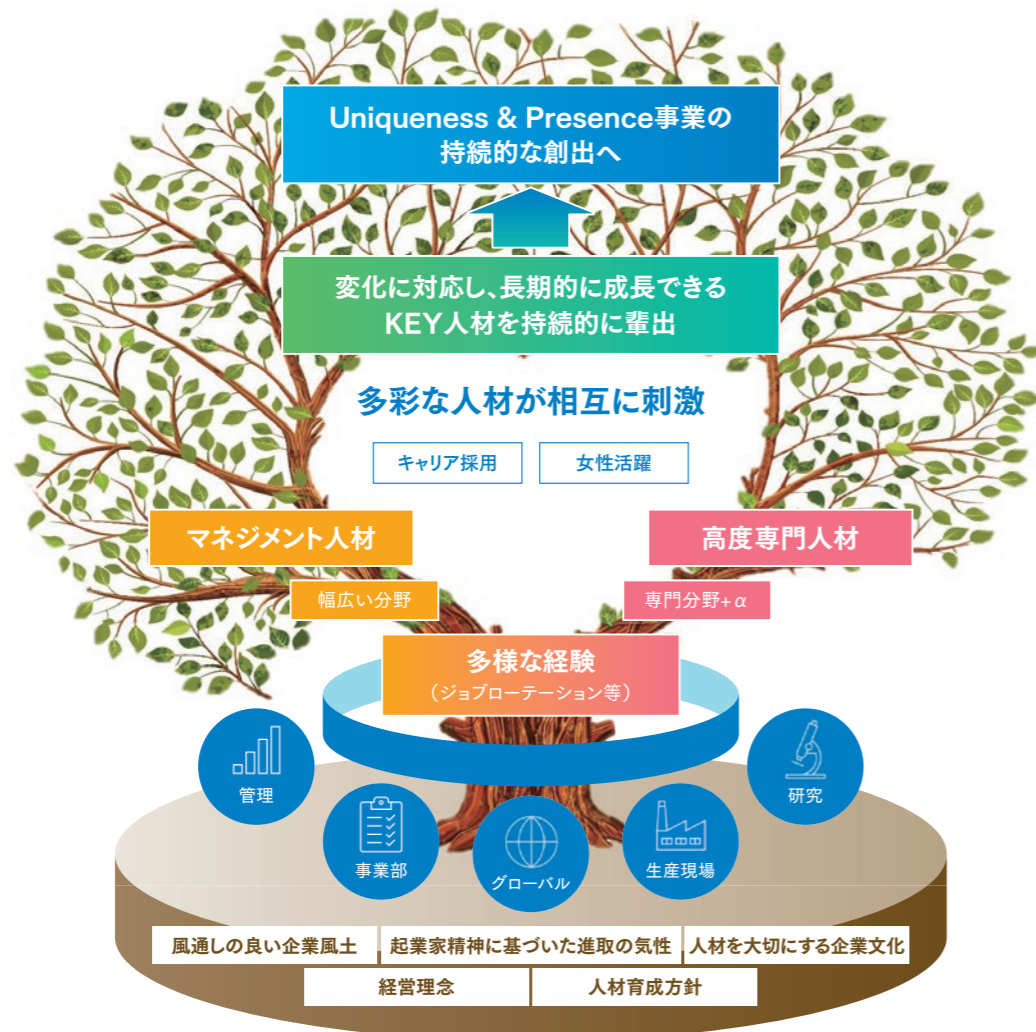 Uniqueness & Presence事業の
持続的な創出へ
変化に対応し、長期的に成長できる
KEY人材を持続的に輩出
多彩な人材が相互に刺激
キャリア採用
女性活躍
マネジメント人材
高度専門人材
幅広い分野
専門分野+α
多様な経験
（ジョブローテーション等）
管理
研究
事業部
グローバル
生産現場
風通しの良い企業風土
起業家精神に基づいた進取の気性
人材を大切にする企業文化
経営理念
人材育成方針